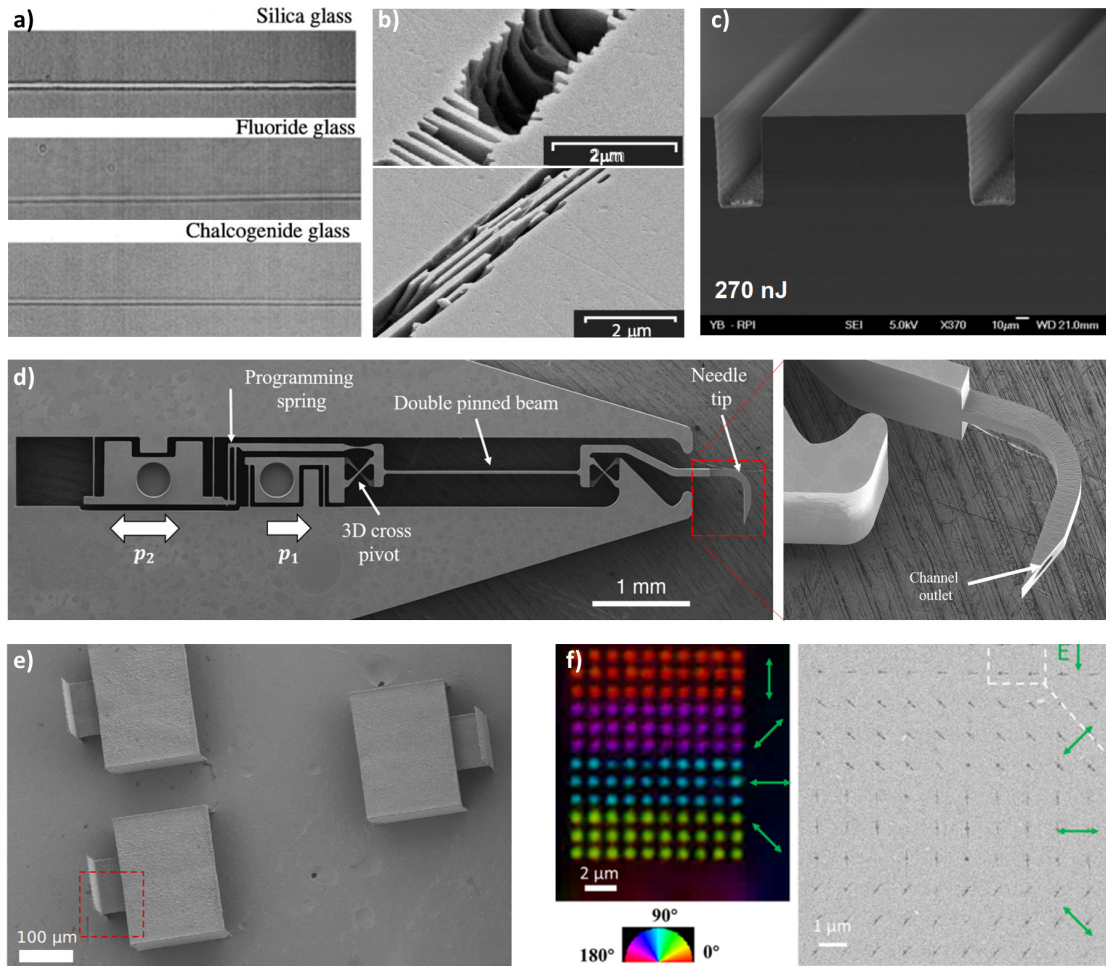 a)
Silica glass
Fluoride glass
Chalcogenide glass
b)
2μm
2 μm
c)
270 nJ
YB - RPI SEI 5.0kV X370 10μm WD 21.0mm
d)
Programming
spring
Double pinned beam
Needle
tip
p₂
p₁
3D cross
pivot
1 mm
Channel
outlet
e)
100 μm
f)
2 μm
90°
180°
0°
E
1 μm